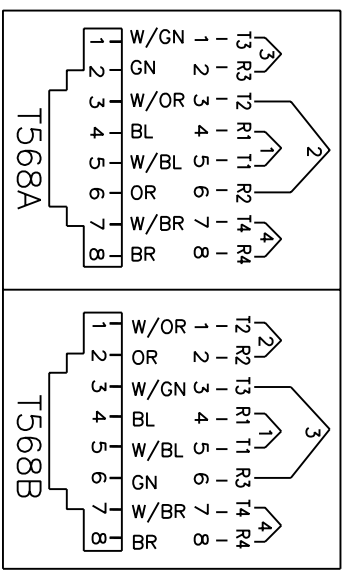 1 W/GN 1 - T3
2 GN 2 - R3
3
3 W/OR 3 - T2
4 BL 4 - R1
5 W/BL 5 - T1
1
6 OR 6 - R2
2
7 W/BR 7 - T4
8 BR 8 - R4
4
T568A
1 W/OR 1 - T2
2 OR 2 - R2
2
3 W/GN 3 - T3
4 BL 4 - R1
5 W/BL 5 - T1
1
6 GN 6 - R3
3
7 W/BR 7 - T4
8 BR 8 - R4
4
T568B